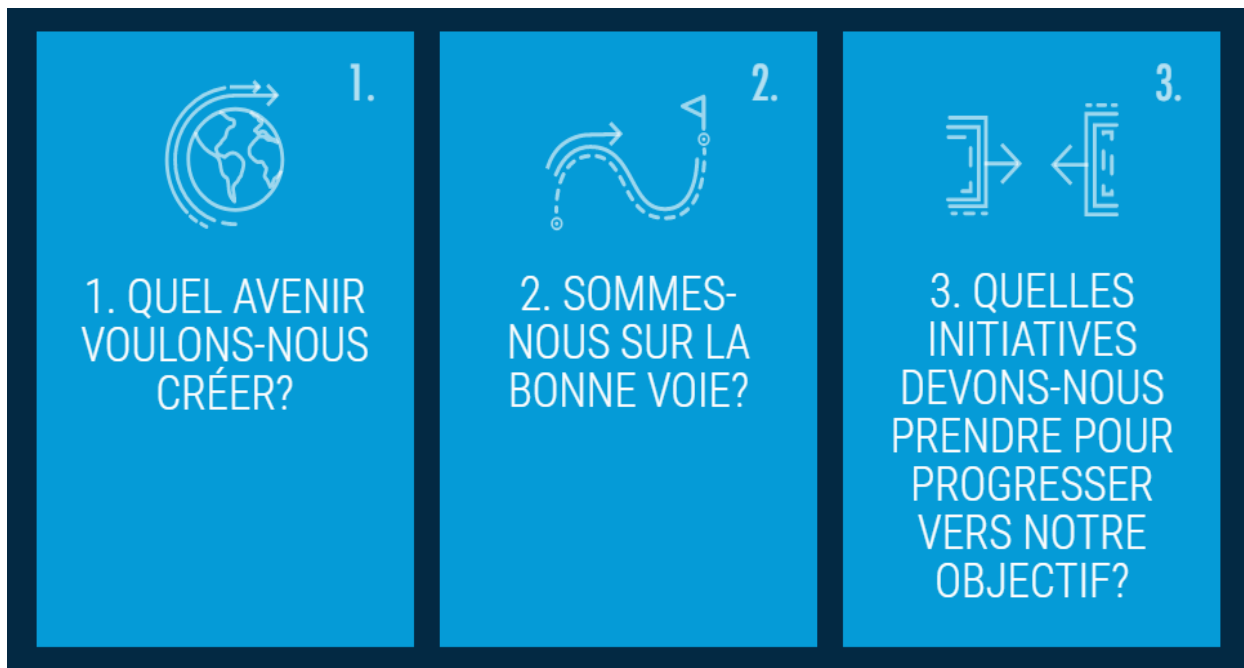 1.
1. QUEL AVENIR
VOULONS-NOUS
CRÉER?
2.
2. SOMMES-
NOUS SUR LA
BONNE VOIE?
3.
3. QUELLES
INITIATIVES
DEVONS-NOUS
PRENDRE POUR
PROGRESSER
VERS NOTRE
OBJECTIF?